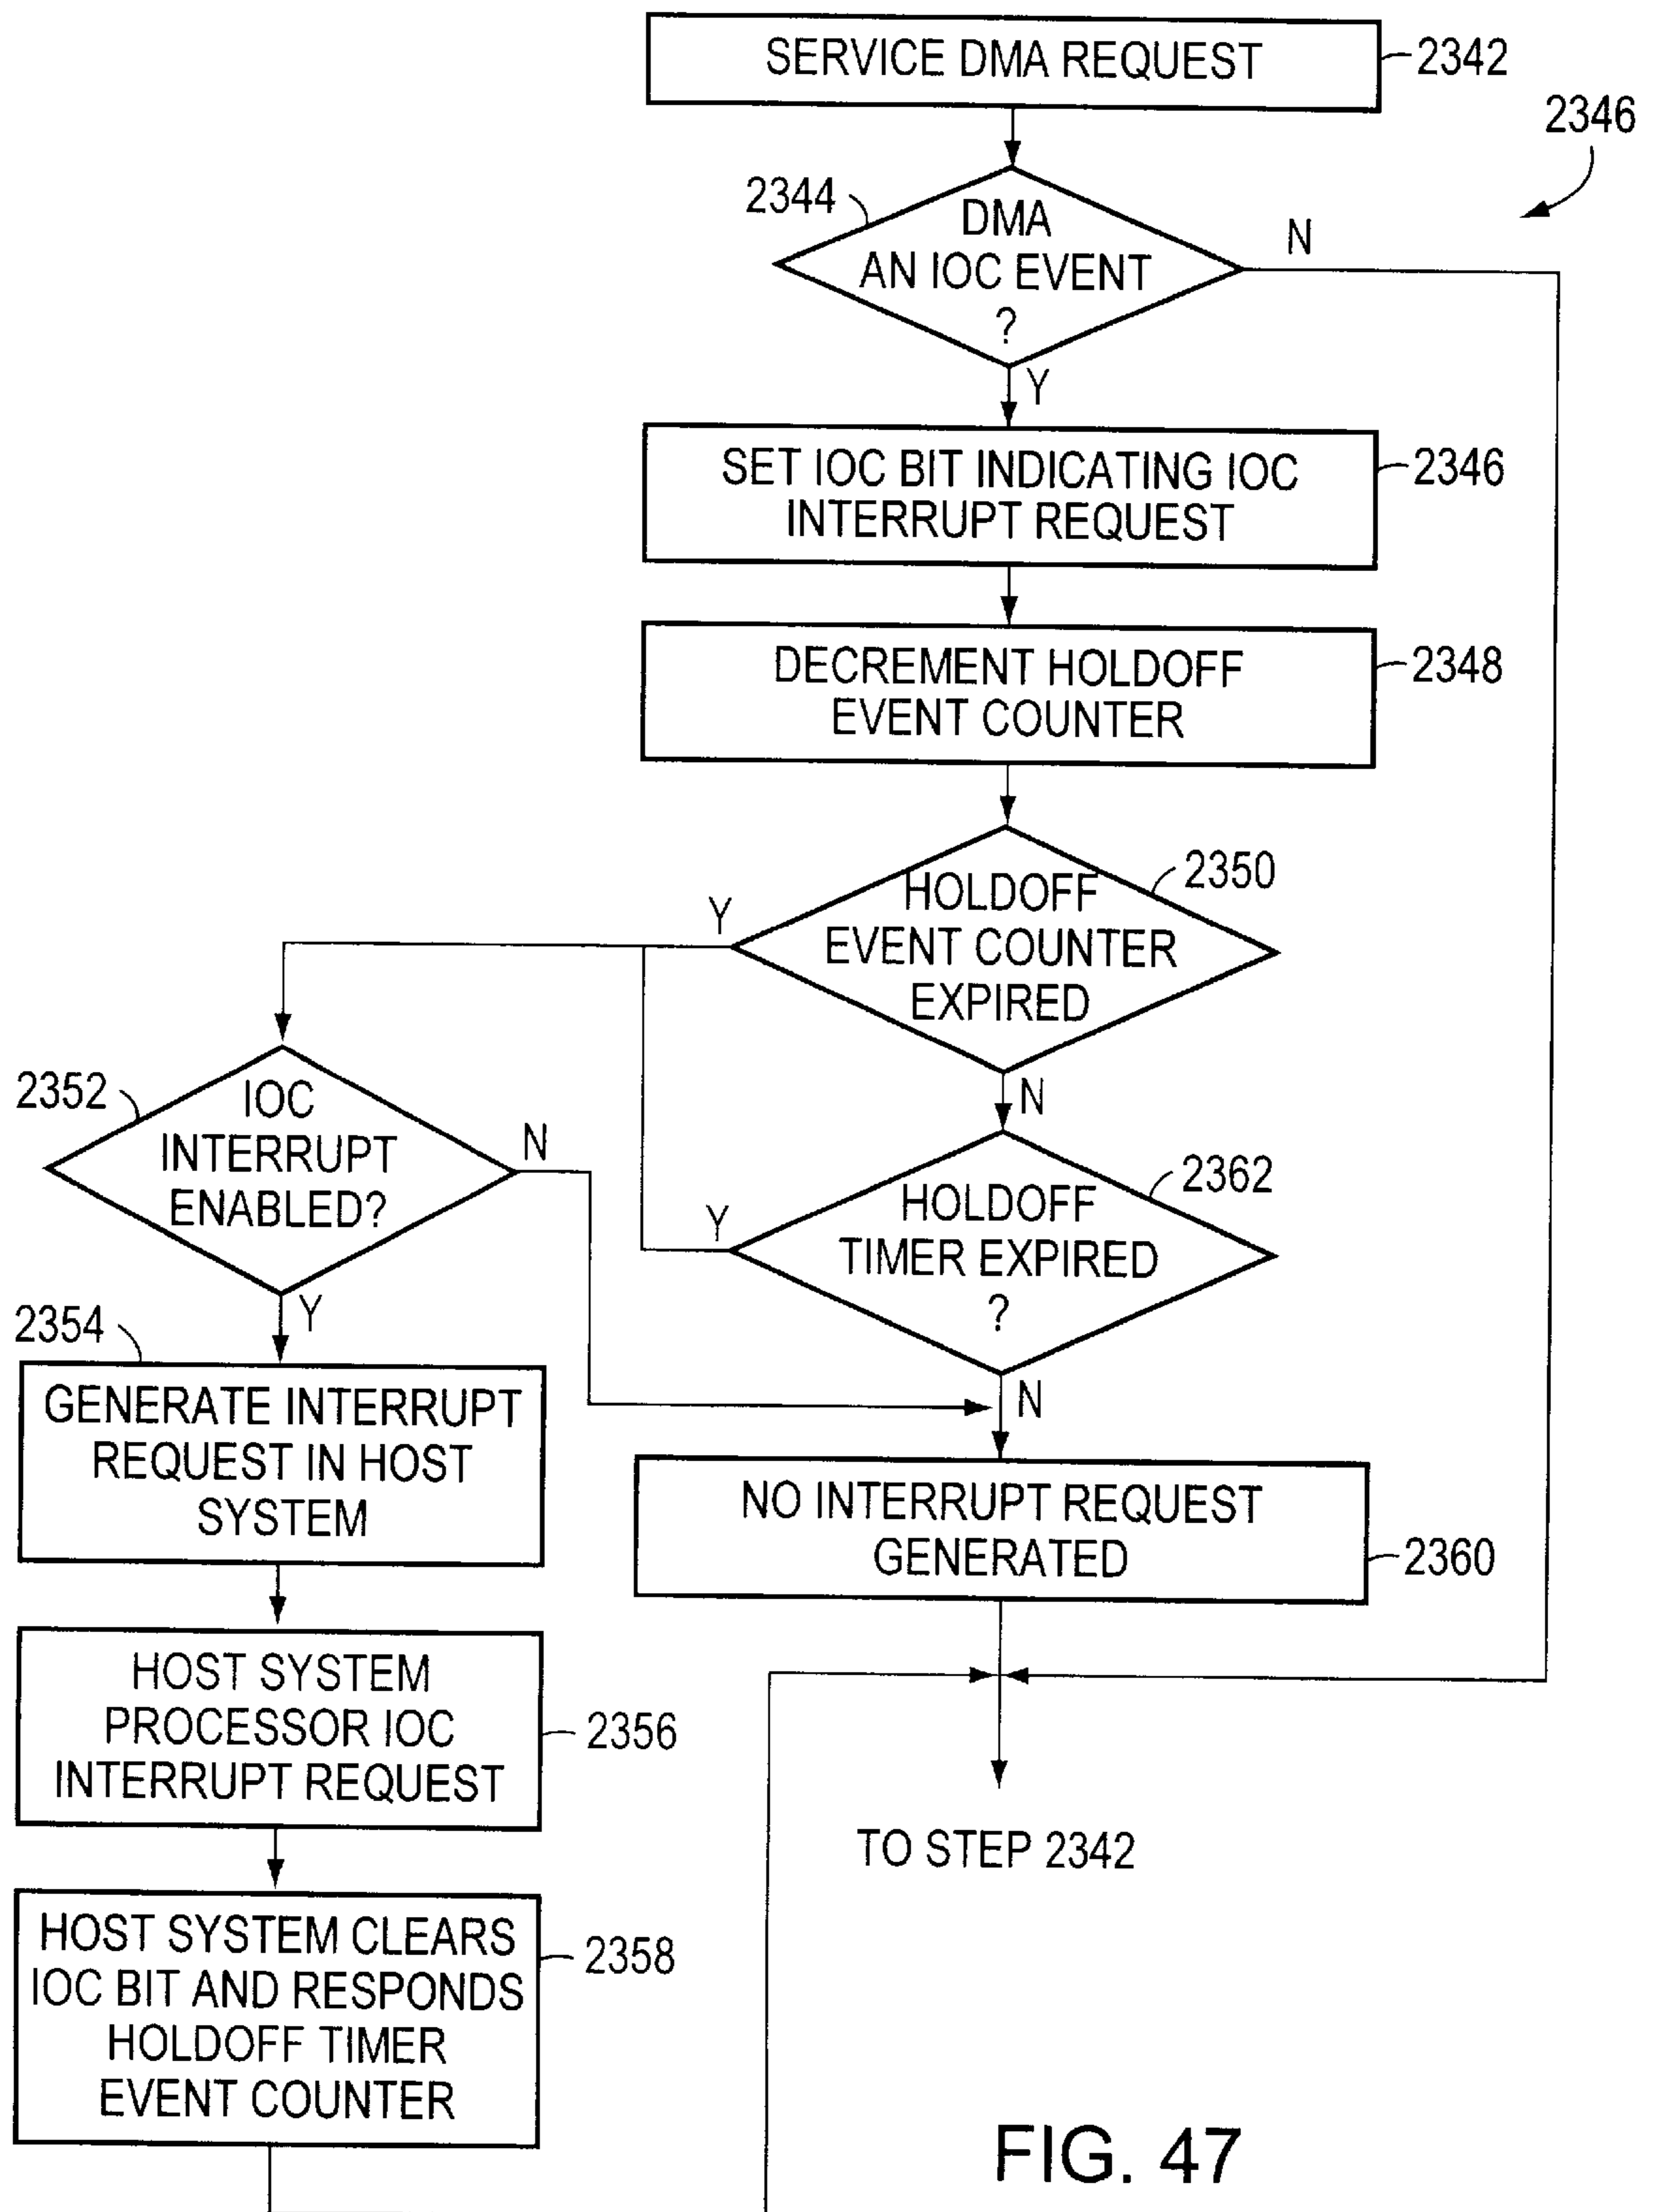 SERVICE DMA REQUEST
2342
2346
2344
DMA
AN IOC EVENT
?
N
Y
SET IOC BIT INDICATING IOC
INTERRUPT REQUEST
2346
DECREMENT HOLDOFF
EVENT COUNTER
2348
HOLDOFF
EVENT COUNTER
EXPIRED
2350
Y
N
2352
IOC
INTERRUPT
ENABLED?
N
Y
HOLDOFF
TIMER EXPIRED
?
2362
Y
N
2354
GENERATE INTERRUPT
REQUEST IN HOST
SYSTEM
NO INTERRUPT REQUEST
GENERATED
2360
HOST SYSTEM
PROCESSOR IOC
INTERRUPT REQUEST
2356
TO STEP 2342
HOST SYSTEM CLEARS
IOC BIT AND RESPONDS
HOLDOFF TIMER
EVENT COUNTER
2358
FIG. 47